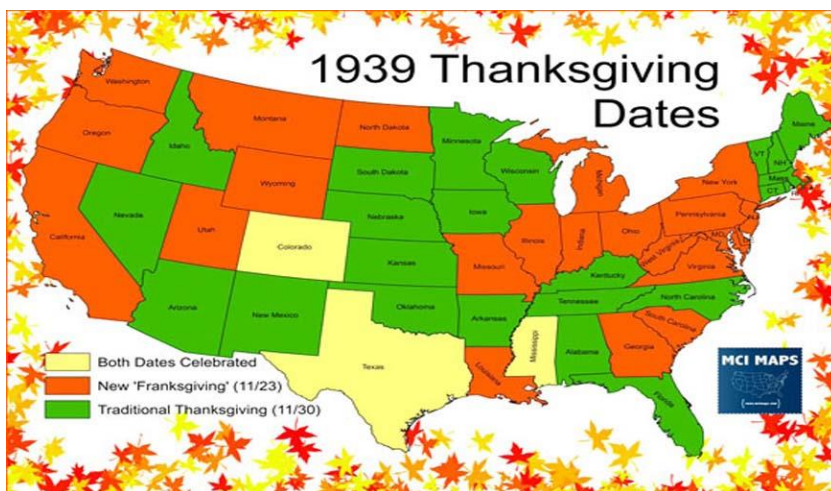 1939 Thanksgiving
Dates
Washington
Oregon
California
Idaho
Nevada
Montana
Wyoming
Utah
Arizona
Colorado
New Mexico
North Dakota
South Dakota
Nebraska
Kansas
Oklahoma
Texas
Minnesota
Iowa
Missouri
Arkansas
Louisiana
Wisconsin
Illinois
Michigan
Indiana
Ohio
Kentucky
Tennessee
Mississippi
Alabama
Georgia
Florida
South Carolina
North Carolina
Virginia
West Virginia
Pennsylvania
New York
MD
NJ
VT
NH
Maine
Mass
CT
Both Dates Celebrated
New 'Franksgiving' (11/23)
Traditional Thanksgiving (11/30)
MCI MAPS